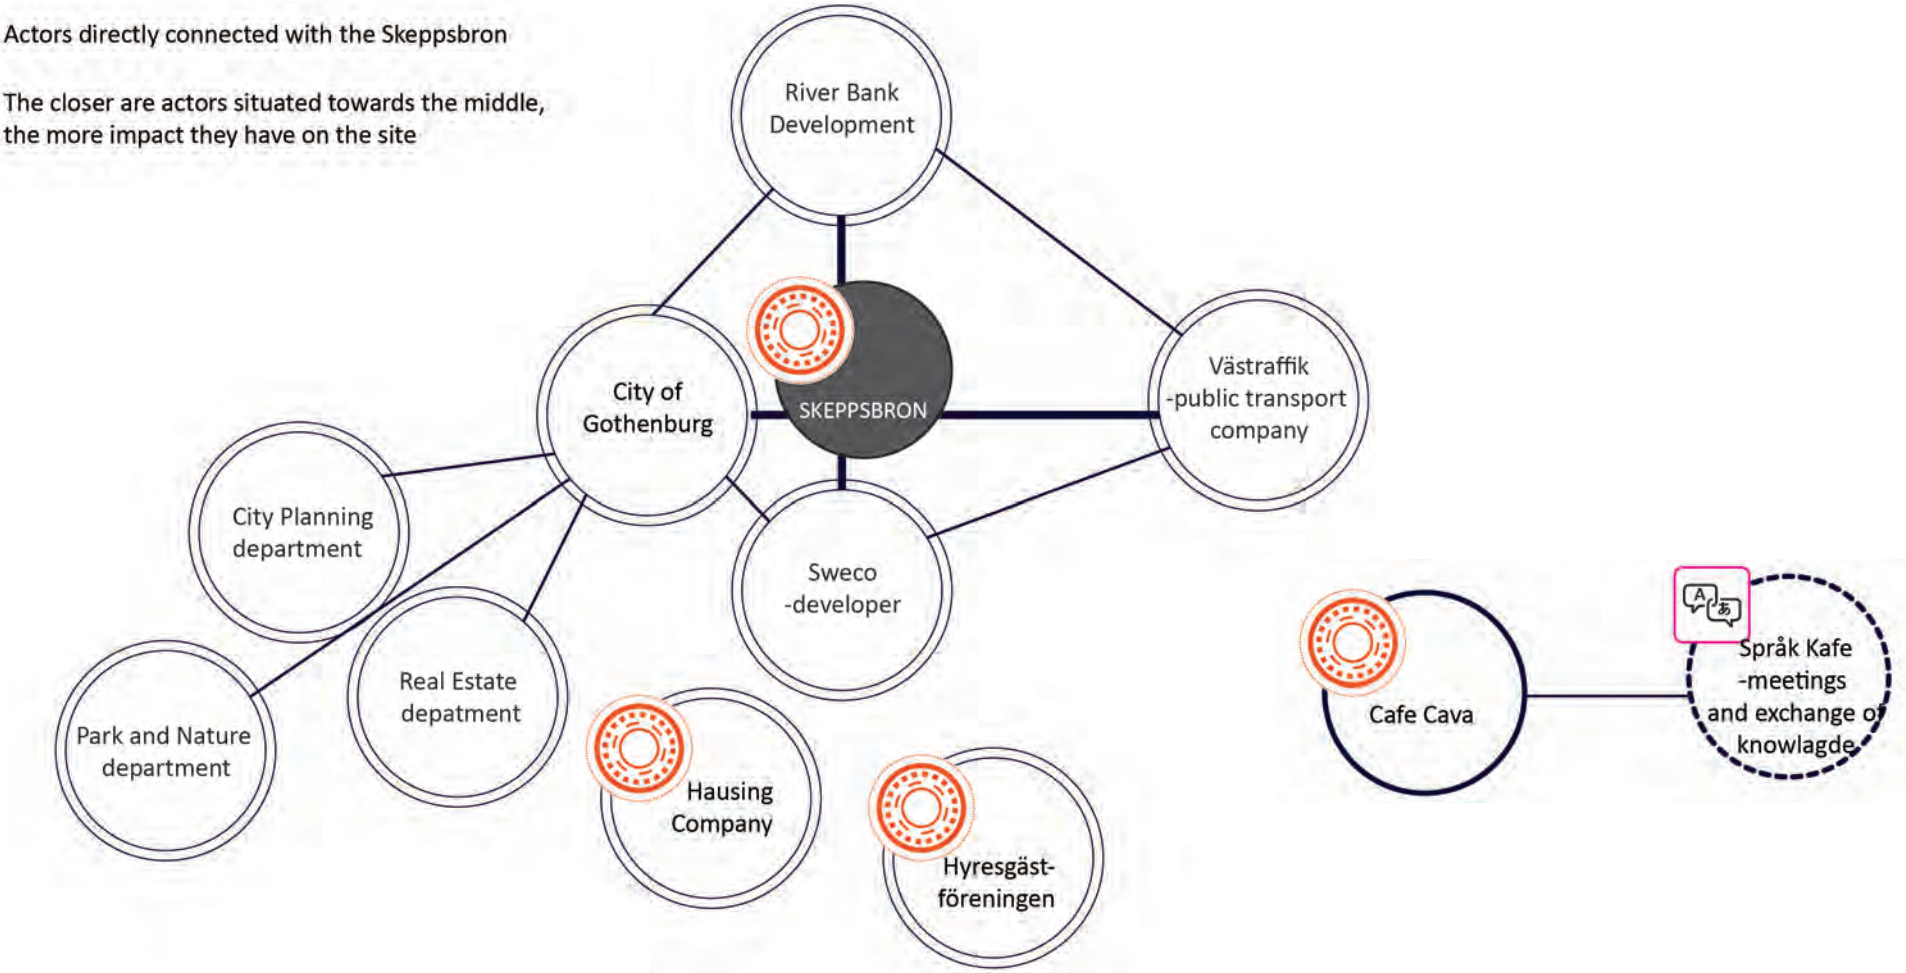 Actors directly connected with the Skeppsbron
The closer are actors situated towards the middle,
the more impact they have on the site
River Bank
Development
City of
Gothenburg
SKEPPSBRON
Västraffik
-public transport
company
City Planning
department
Sweco
-developer
Real Estate
depatment
Park and Nature
department
Hausing
Company
Hyresgäst-
föreningen
Cafe Cava
A
あ
Språk Kafe
-meetings
and exchange of
knowlagde